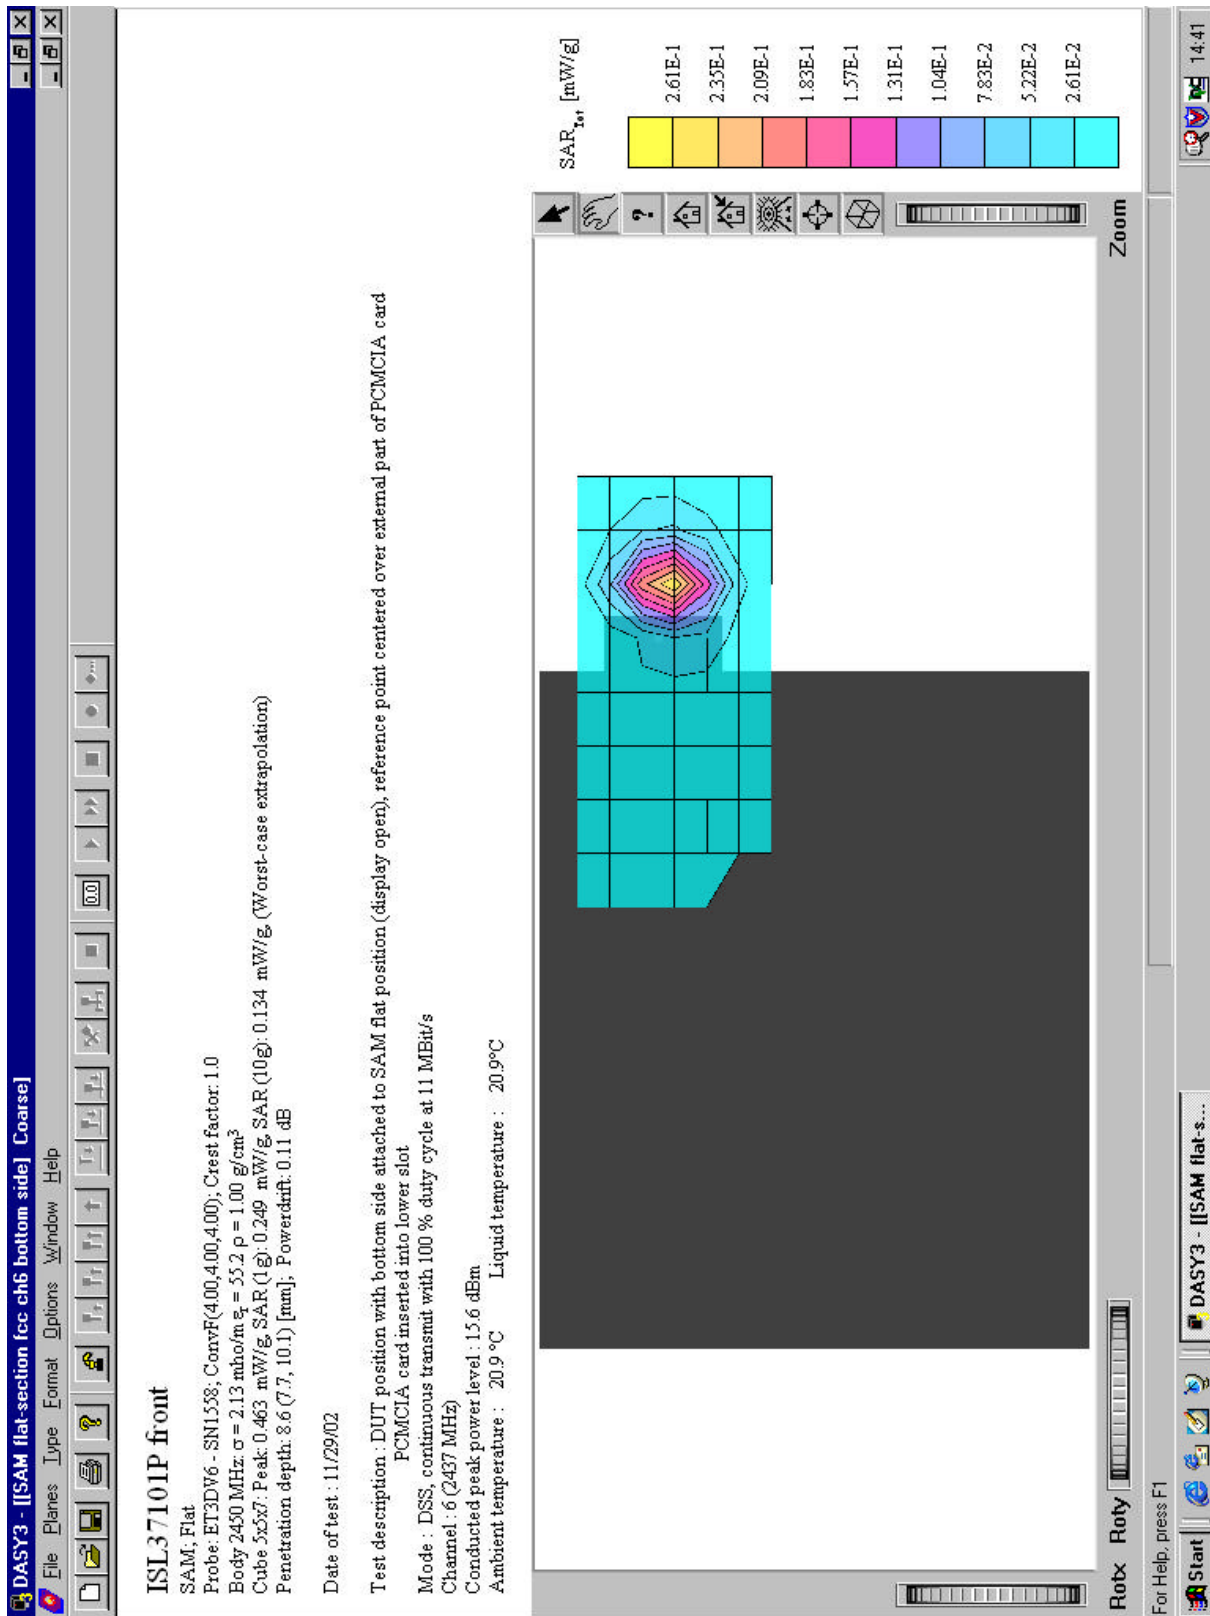 DASY3 - [[SAM flat-section fcc ch6 bottom side]  Coarse]
File Planes Type Format Options Window Help
0.0
ISL37101P front
SAM; Flat
Probe: ET3DV6 - SN1558; ConvF(4.00,4.00,4.00); Crest factor: 1.0
Body 2450 MHz: σ = 2.13 mho/m εr = 55.2 ρ = 1.00 g/cm³
Cube 5x5x7: Peak: 0.463 mW/g, SAR (1g): 0.249 mW/g, SAR (10g): 0.134 mW/g, (Worst-case extrapolation)
Penetration depth: 8.6 (7.7, 10.1) [mm]; Powerdrift: 0.11 dB
Date of test : 11/29/02
Test description : DUT position with bottom side attached to SAM flat position (display open), reference point centered over external part of PCMCIA card
PCMCIA card inserted into lower slot
Mode : DSS, continuous transmit with 100 % duty cycle at 11 MBit/s
Channel : 6 (2437 MHz)
Conducted peak power level : 15.6 dBm
Ambient temperature : 20.9 °C Liquid temperature : 20.9°C
SARTot [mW/g]
2.61E-1
2.35E-1
2.09E-1
1.83E-1
1.57E-1
1.31E-1
1.04E-1
7.83E-2
5.22E-2
2.61E-2
Rotx Roty Zoom
For Help, press F1
Start DASY3 - [[SAM flat-s... 14:41